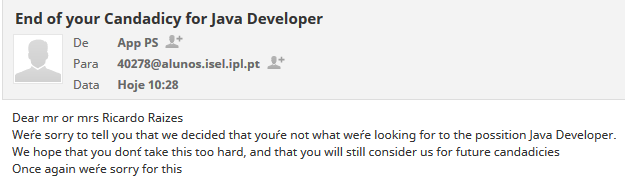 End of your Candadicy for Java Developer
De App PS
Para 40278@alunos.isel.ipl.pt
Data Hoje 10:28
Dear mr or mrs Ricardo Raizes
Weŕe sorry to tell you that we decided that youŕe not what weŕe looking for to the possition Java Developer.
We hope that you donť take this too hard, and that you will still consider us for future candadicies
Once again weŕe sorry for this